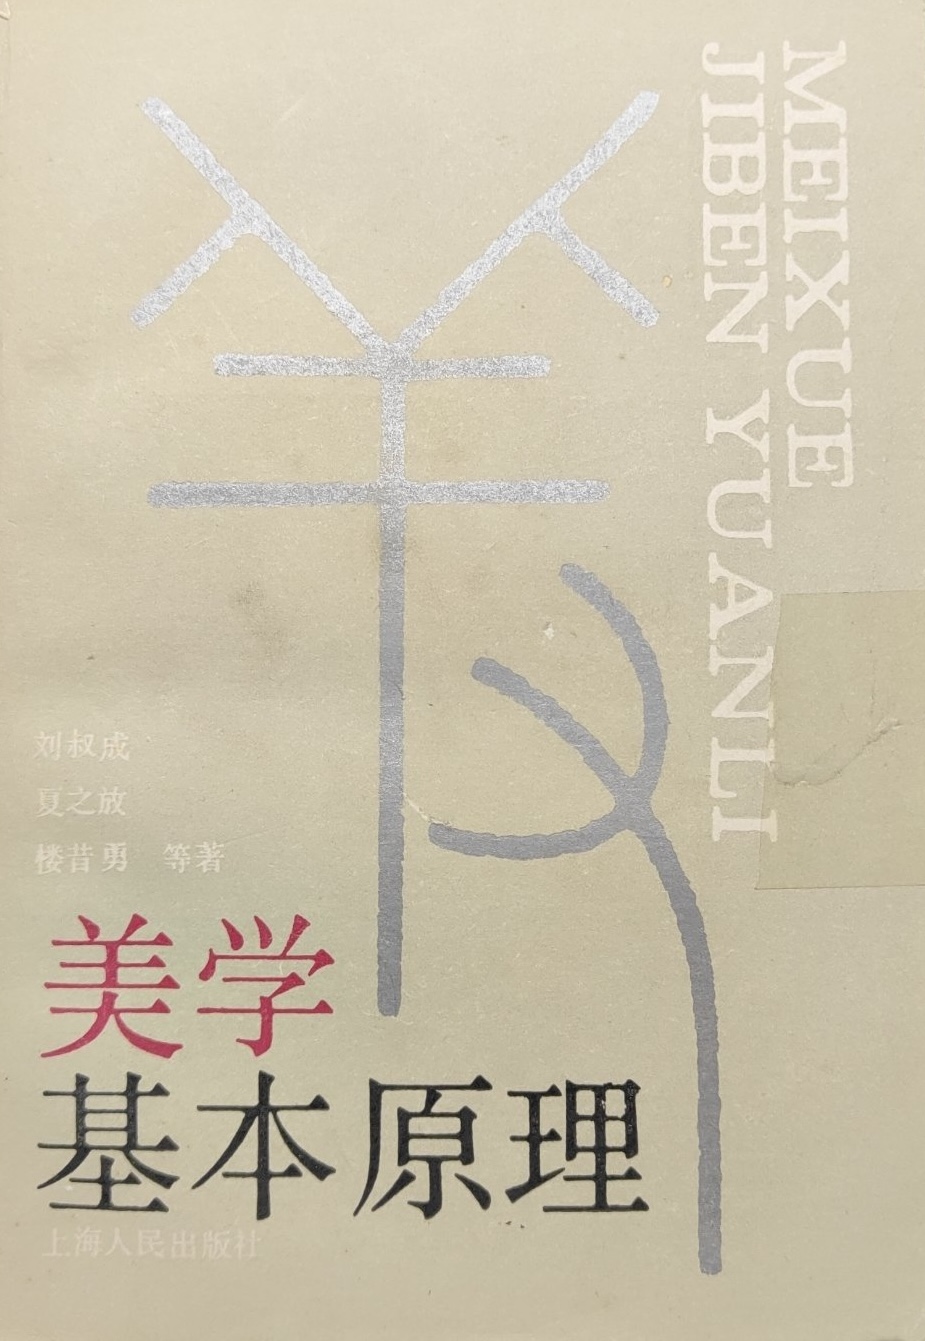 MEIXUE
JIBEN YUANLI
刘叔成
夏之放
楼昔勇 等著
美学
基本原理
上海人民出版社